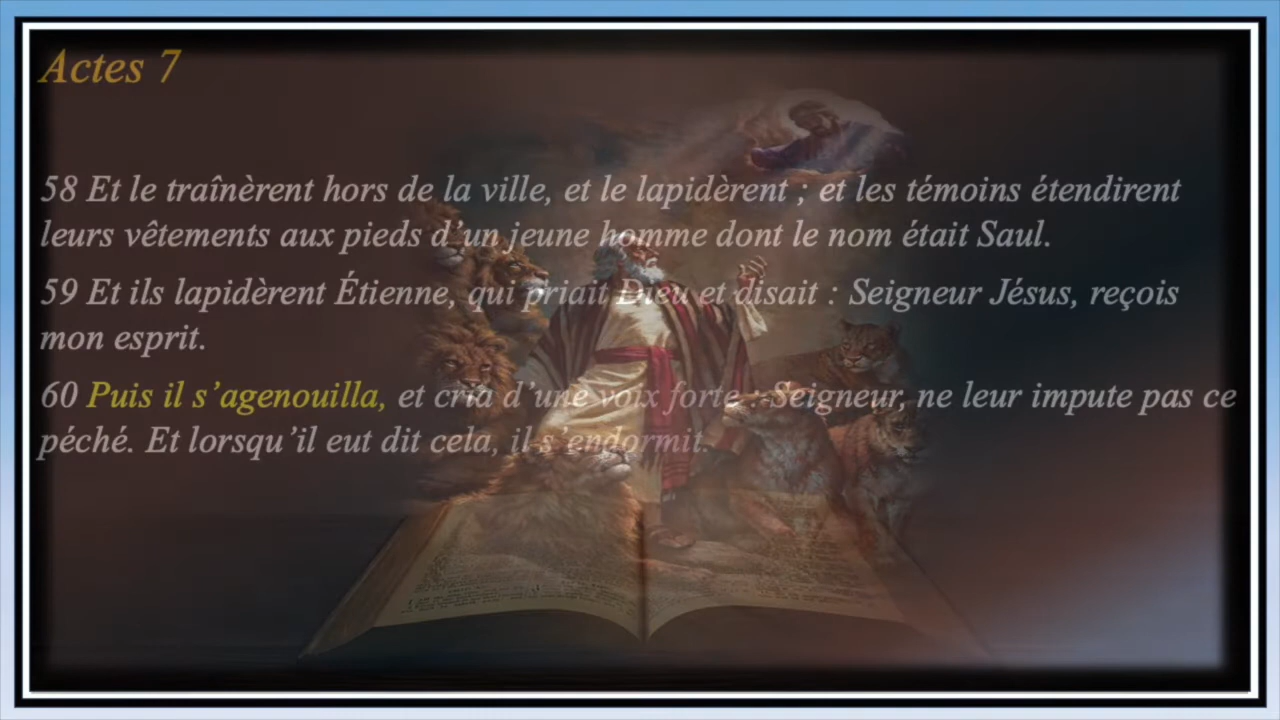 Actes 7
58 Et le traînèrent hors de la ville, et le lapidèrent ; et les témoins étendirent
leurs vêtements aux pieds d’un jeune homme dont le nom était Saul.
59 Et ils lapidèrent Étienne, qui priait Dieu et disait : Seigneur Jésus, reçois
mon esprit.
60 Puis il s’agenouilla, et cria d’une voix forte : Seigneur, ne leur impute pas ce
péché. Et lorsqu’il eut dit cela, il s’endormit.